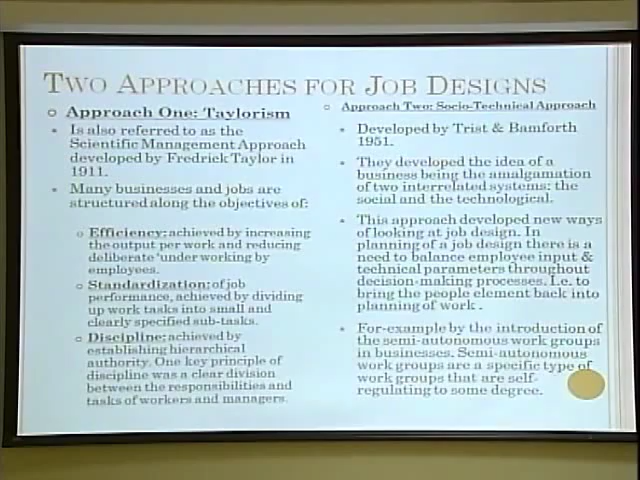 TWO APPROACHES FOR JOB DESIGNS
Approach One: Taylorism
Is also referred to as the
Scientific Management Approach
developed by Fredrick Taylor in
1911.
Many businesses and jobs are
structured along the objectives of:
Efficiency: achieved by increasing
the output per work and reducing
deliberate 'under working by
employees.
Standardization: of job
performance, achieved by dividing
up work tasks into small and
clearly specified sub-tasks.
Discipline: achieved by
establishing hierarchical
authority. One key principle of
discipline was a clear division
between the responsibilities and
tasks of workers and managers.
Approach Two: Socio-Technical Approach
Developed by Trist & Bamforth
1951.
They developed the idea of a
business being the amalgamation
of two interrelated systems: the
social and the technological.
This approach developed new ways
of looking at job design. In
planning of a job design there is a
need to balance employee input &
technical parameters throughout
decision-making processes. I.e. to
bring the people element back into
planning of work .
For-example by the introduction of
the semi-autonomous work groups
in businesses. Semi-autonomous
work groups are a specific type of
work groups that are self-
regulating to some degree.